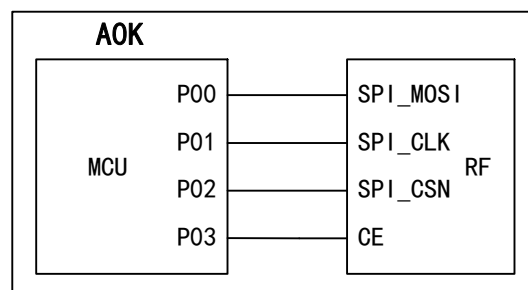 AOK
P00 SPI_MOSI
P01 SPI_CLK
MCU RF
P02 SPI_CSN
P03 CE